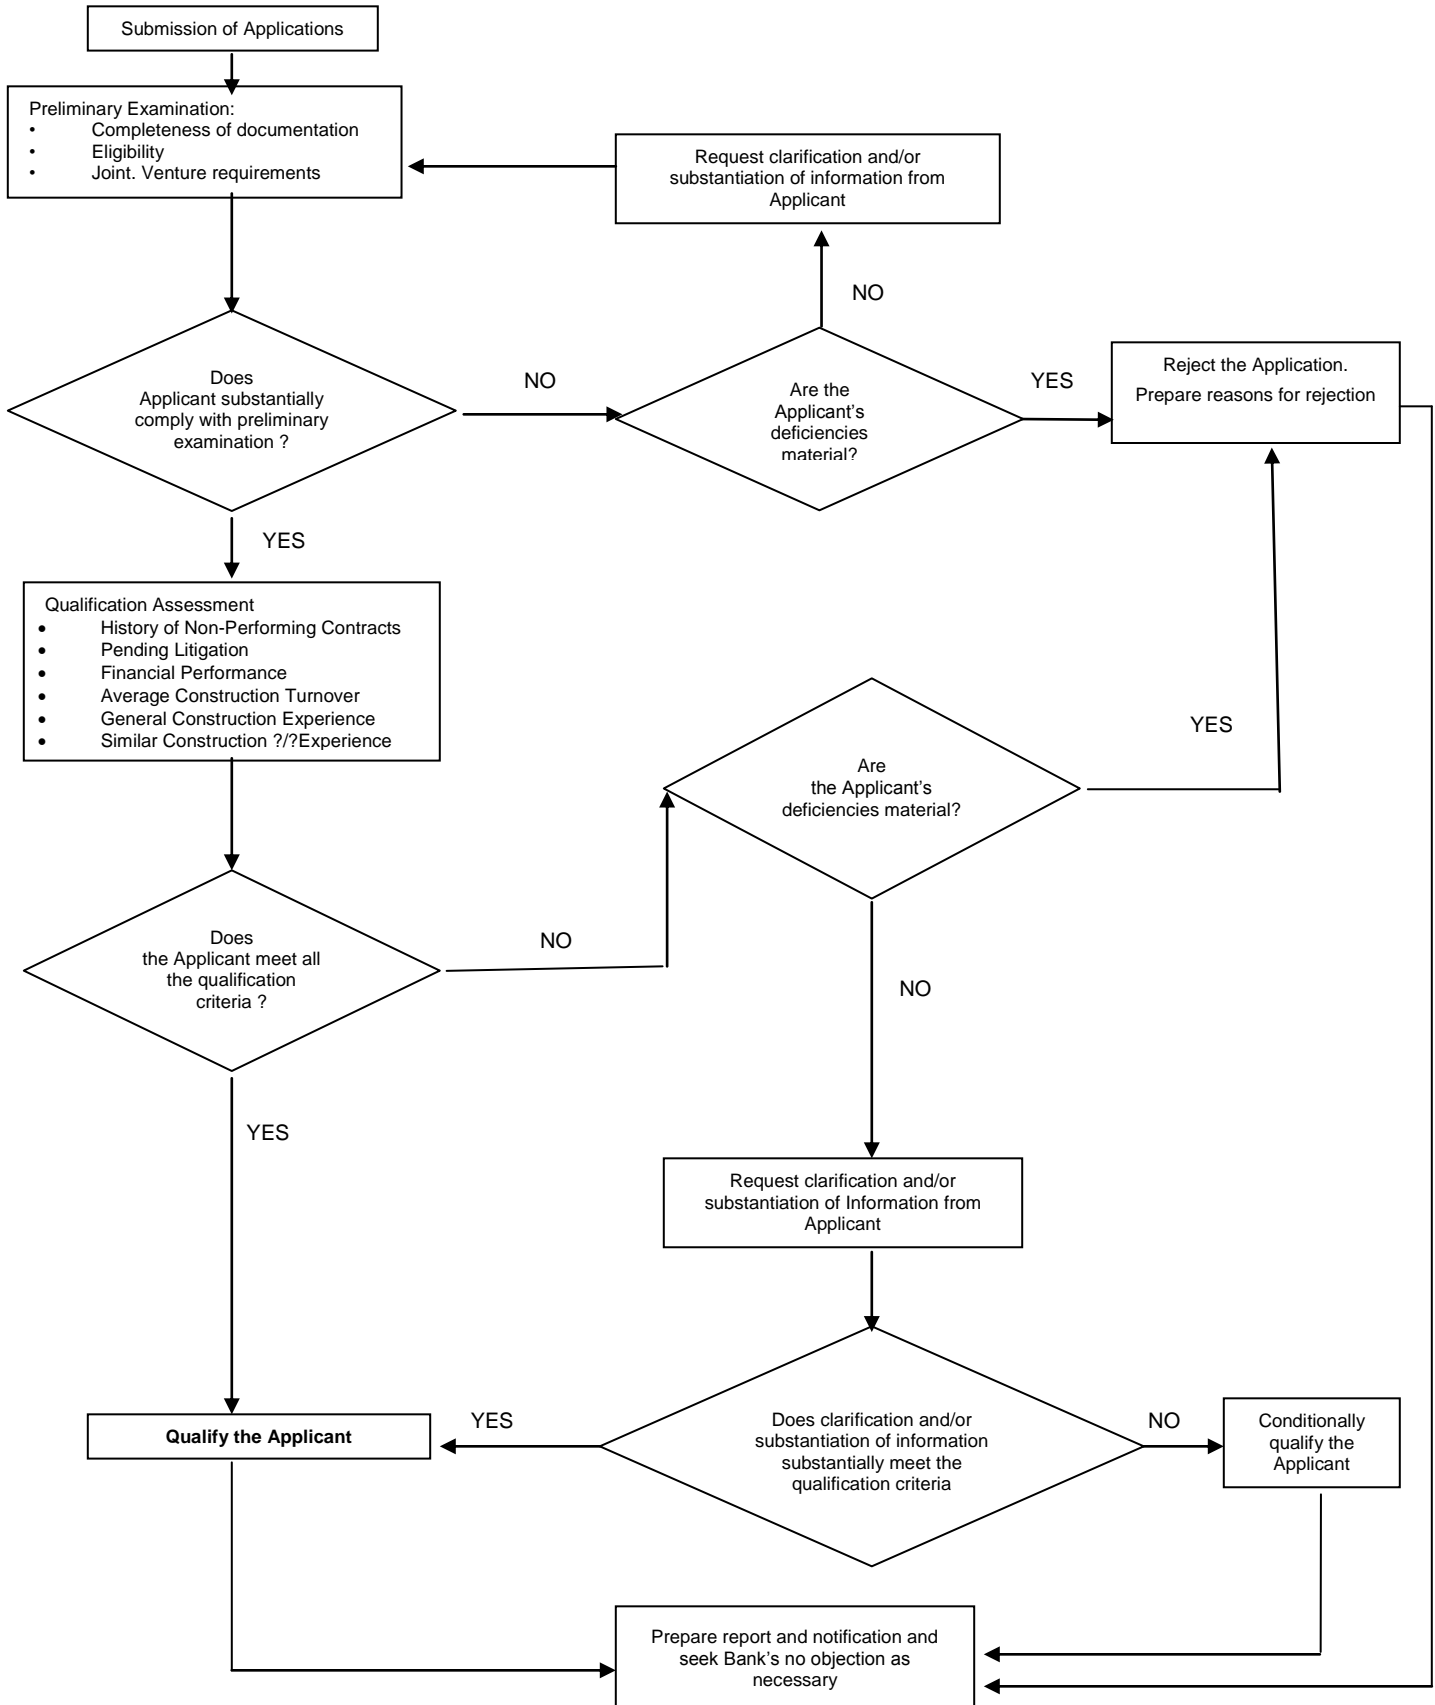 Submission of Applications
Preliminary Examination:
• Completeness of documentation
• Eligibility
• Joint. Venture requirements
Request clarification and/or
substantiation of information from
Applicant
NO
Does
Applicant substantially
comply with preliminary
examination ?
NO
Are the
Applicant’s
deficiencies
material?
YES
Reject the Application.
Prepare reasons for rejection
YES
Qualification Assessment
• History of Non-Performing Contracts
• Pending Litigation
• Financial Performance
• Average Construction Turnover
• General Construction Experience
• Similar Construction ?/?Experience
Are
the Applicant’s
deficiencies material?
YES
Does
the Applicant meet all
the qualification
criteria ?
NO
NO
YES
Request clarification and/or
substantiation of Information from
Applicant
Qualify the Applicant
YES
Does clarification and/or
substantiation of information
substantially meet the
qualification criteria
NO
Conditionally
qualify the
Applicant
Prepare report and notification and
seek Bank’s no objection as
necessary